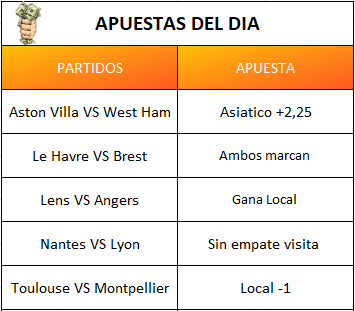 APUESTAS DEL DIA
PARTIDOS APUESTA
Aston Villa VS West Ham Asiatico +2,25
Le Havre VS Brest Ambos marcan
Lens VS Angers Gana Local
Nantes VS Lyon Sin empate visita
Toulouse VS Montpellier Local -1